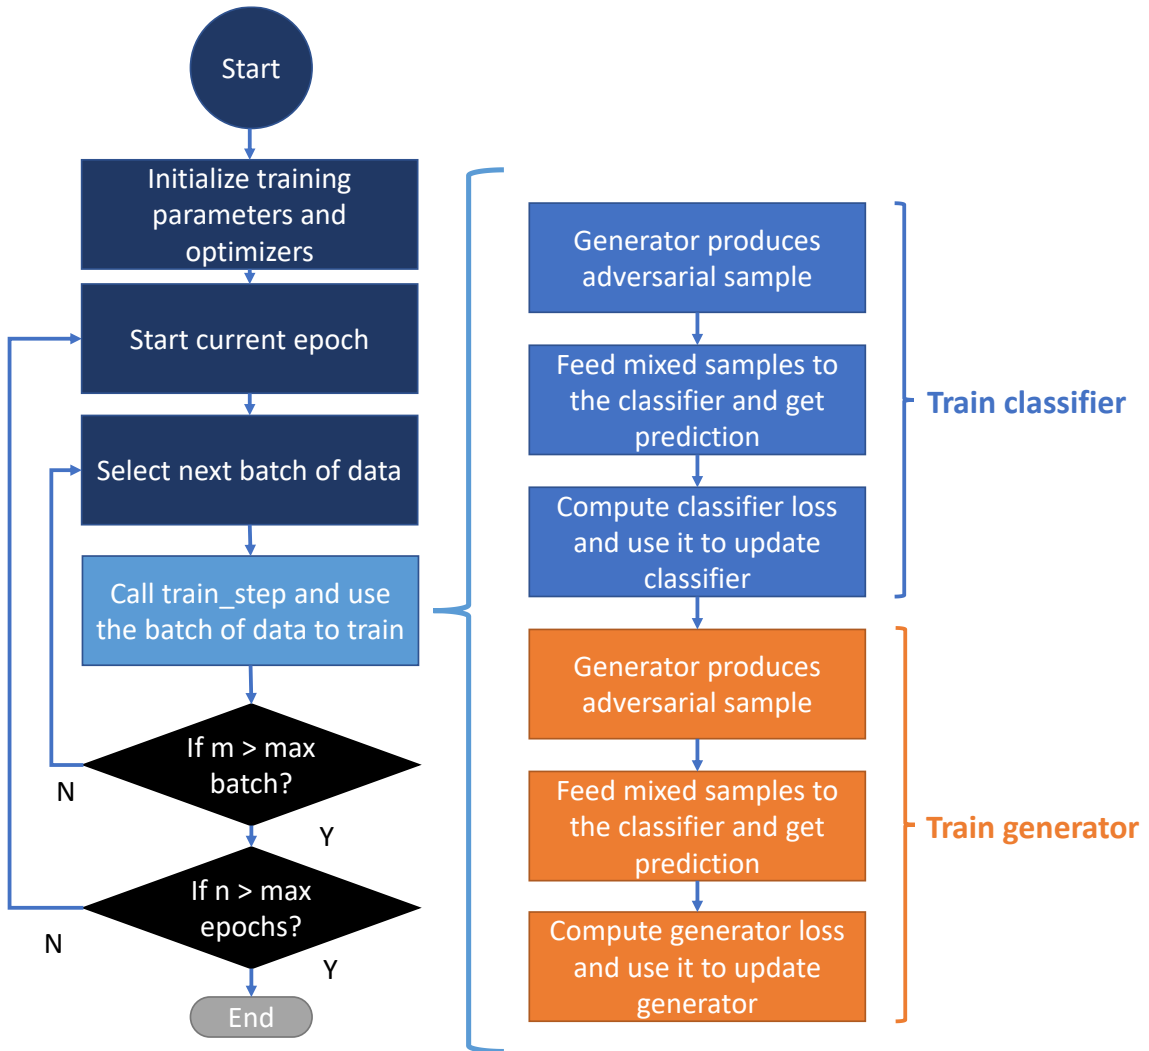 Start
Initialize training
parameters and
optimizers
Start current epoch
Select next batch of data
Call train_step and use
the batch of data to train
If m > max
batch?
N
Y
If n > max
epochs?
N
Y
End
Generator produces
adversarial sample
Feed mixed samples to
the classifier and get
prediction
Compute classifier loss
and use it to update
classifier
Train classifier
Generator produces
adversarial sample
Feed mixed samples to
the classifier and get
prediction
Compute generator loss
and use it to update
generator
Train generator